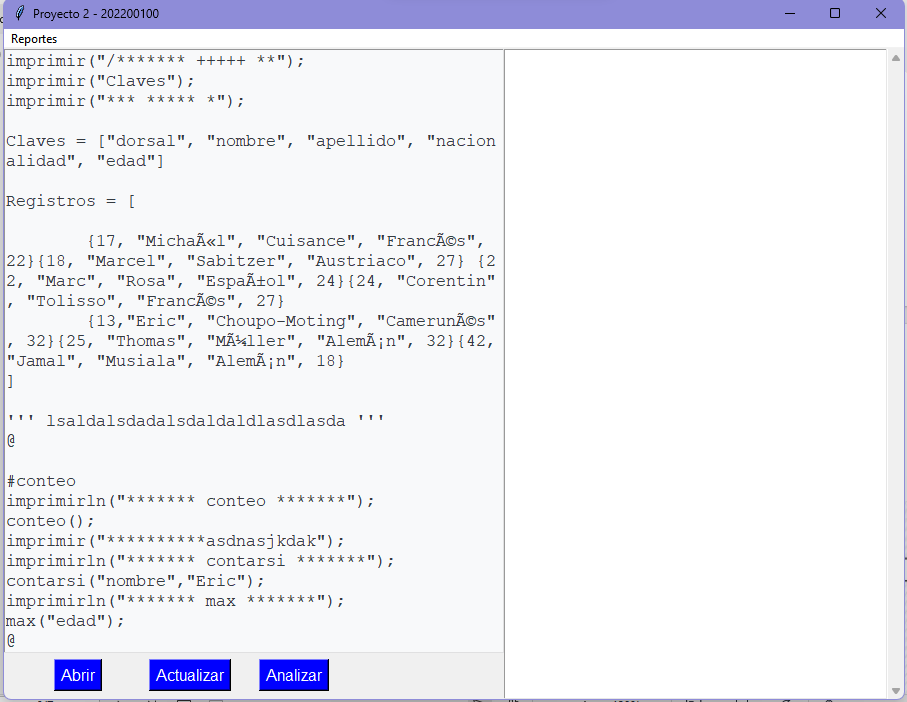 Proyecto 2 - 202200100
Reportes
imprimir("/******* +++++ **");
imprimir("Claves");
imprimir("*** ***** *");
Claves = ["dorsal", "nombre", "apellido", "nacion
alidad", "edad"]
Registros = [
{17, "MichaÃ«l", "Cuisance", "FrancÃ©s",
22}{18, "Marcel", "Sabitzer", "Austriaco", 27} {2
2, "Marc", "Rosa", "EspaÃ±ol", 24}{24, "Corentin"
, "Tolisso", "FrancÃ©s", 27}
{13,"Eric", "Choupo-Moting", "CamerunÃ©s"
, 32}{25, "Thomas", "MÃ¼ller", "AlemÃ¡n", 32}{42,
"Jamal", "Musiala", "AlemÃ¡n", 18}
]
''' lsaldalsdadalsdaldaldlasdlasda '''
@
#conteo
imprimirln("******* conteo *******");
conteo();
imprimir("**********asdnasjkdak");
imprimirln("******* contarsi *******");
contarsi("nombre","Eric");
imprimirln("******* max *******");
max("edad");
@
Abrir
Actualizar
Analizar